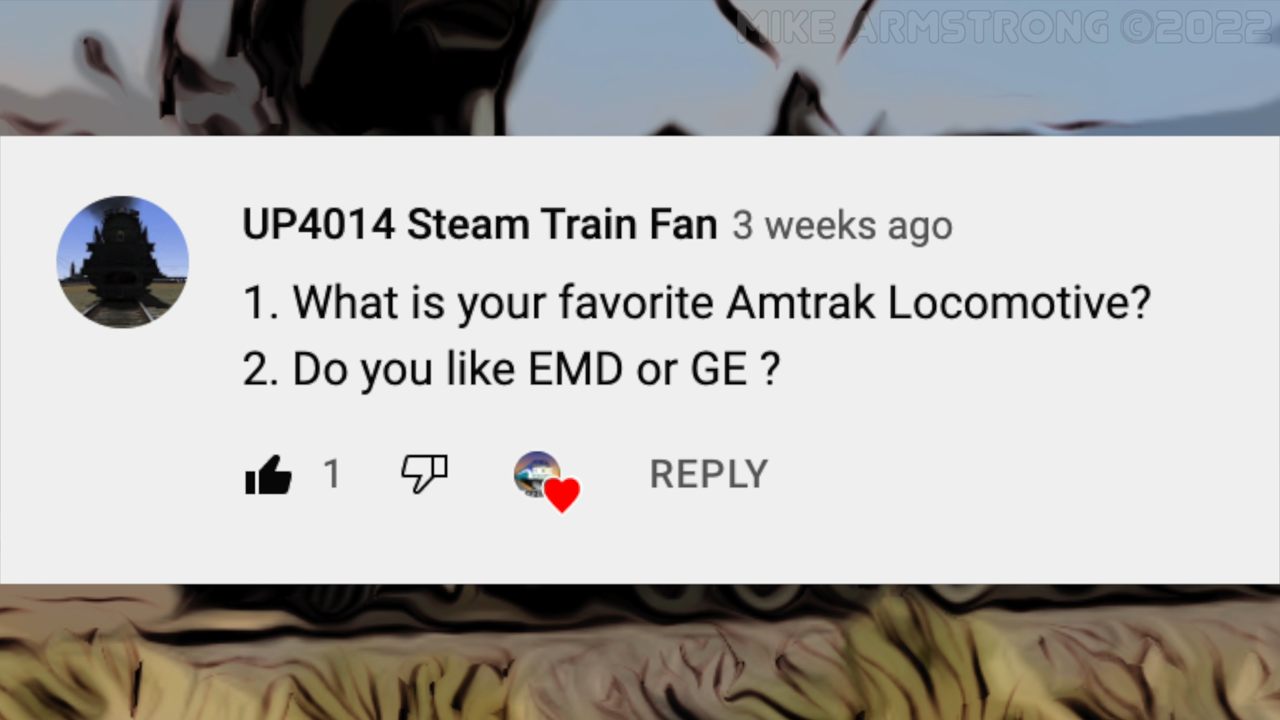 MIKE ARMSTRONG ©2022
UP4014 Steam Train Fan 3 weeks ago
1. What is your favorite Amtrak Locomotive?
2. Do you like EMD or GE ?
1 REPLY